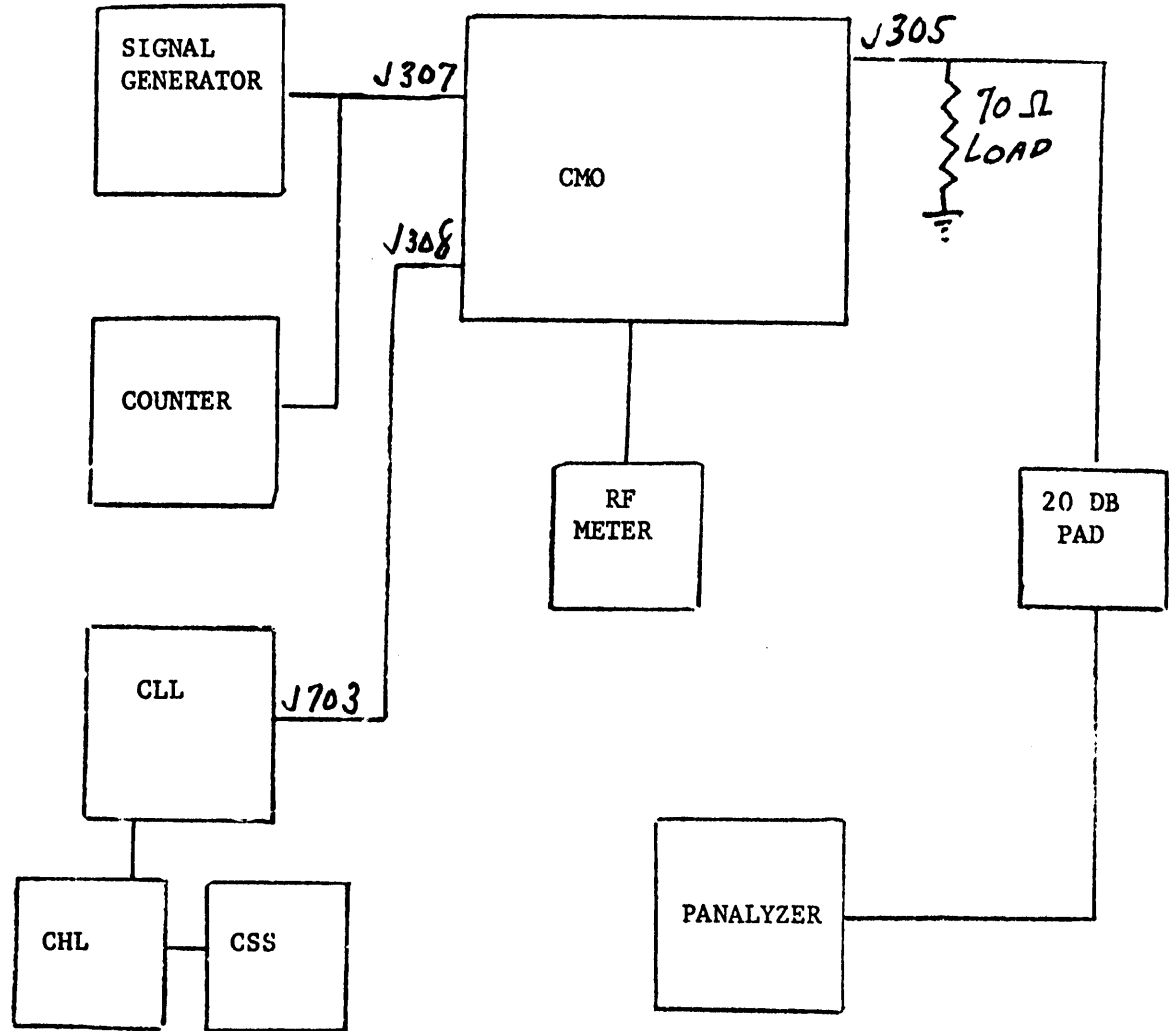 SIGNAL
GENERATOR
J307
J305
70 Ω
LOAD
CMO
J308
COUNTER
RF
METER
20 DB
PAD
CLL
J703
CHL
CSS
PANALYZER